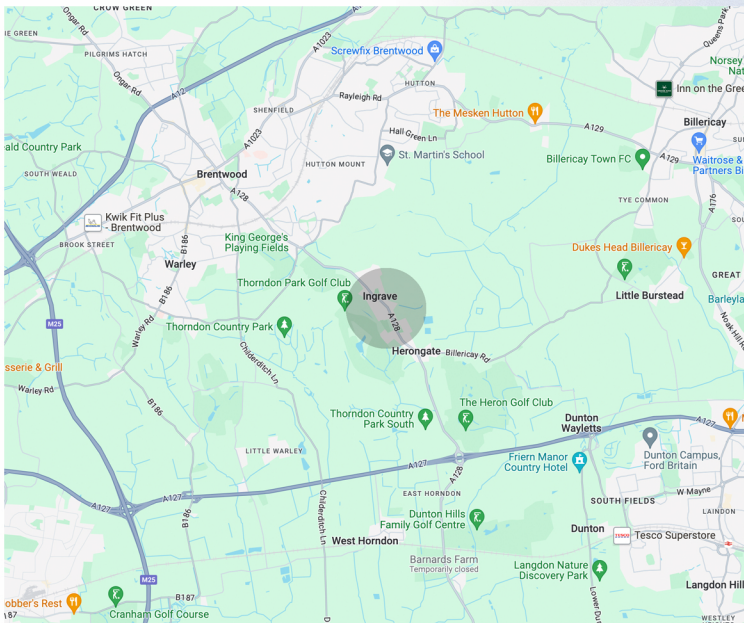 CROW GREEN
Ongar Rd
IE GREEN
PILGRIMS HATCH
Ongar Rd
A12
A1023
Screwfix Brentwood
Queens Park
Norsey
Nat
Inn on the Gree
HUTTON
Rayleigh Rd
SHENFIELD
The Mesken Hutton
A129
Billericay
Hall Green Ln
A1023
eald Country Park
St. Martin's School
HUTTON MOUNT
Billericay Town FC
A129
Waitrose &
Partners Bi
SOUTH WEALD
Brentwood
A128
TYE COMMON
A176
Kwik Fit Plus
- Brentwood
BROOK STREET
B186
King George's
Playing Fields
Dukes Head Billericay
Warley
Thorndon Park Golf Club
GREAT
Little Burstead
Barleyla
Ingrave
A128
B186
Warley Rd
M25
Thorndon Country Park
Noak Hill R
Childerditch Ln
Herongate
Billericay Rd
sserie & Grill
Warley Rd
B186
The Heron Golf Club
Thorndon Country
Park South
Dunton
Wayletts
A127
Dunton Campus,
Ford Britain
LITTLE WARLEY
Friern Manor
Country Hotel
A127
A128
A127
A127
EAST HORNDON
SOUTH FIELDS
W Mayne
LAINDON
Childerditch Ln
B186
Dunton Hills
Family Golf Centre
Dunton
Tesco Superstore
West Horndon
Barnards Farm
Temporarily closed
Langdon Nature
Discovery Park
M25
Langdon Hill
B187
obber's Rest
Cranham Golf Course
187
Lower Dut
WESTLEY